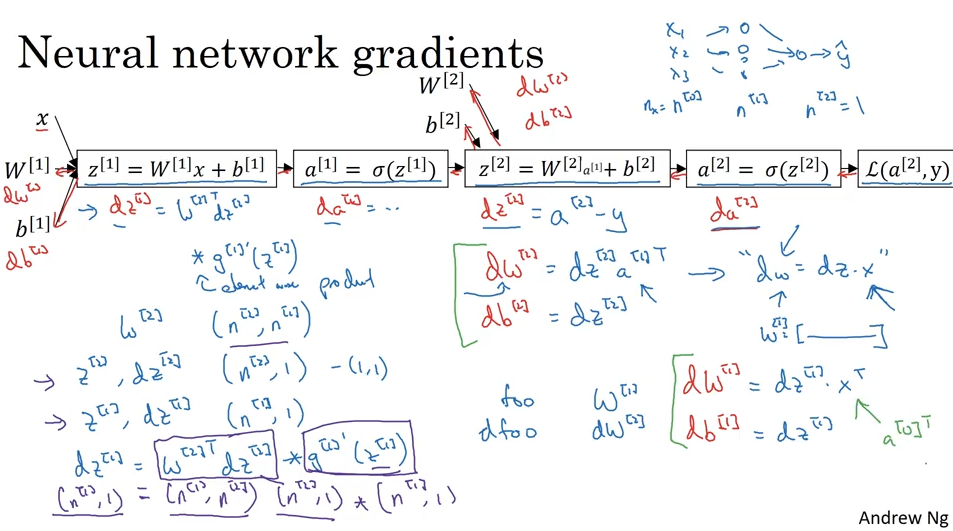 Neural network gradients
x₁ x₂ x₃ ŷ
nₓ = n^[0] n^[1] n^[2] = 1
W^[2] dW^[2]
b^[2] db^[2]
x
W^[1]
dW^[1]
b^[1]
db^[1]
z^[1] = W^[1]x + b^[1]
a^[1] = σ(z^[1])
z^[2] = W^[2]a^[1] + b^[2]
a^[2] = σ(z^[2])
ℒ(a^[2], y)
→ dz^[1] = W^[2]T dz^[2]
* g^[1]'(z^[1])
product
da^[1] = ..
dz^[2] = a^[2] - y
da^[2]
dW^[2] = dz^[2] a^[1]T → "dw = dz · x"
db^[2] = dz^[2]
W^[2] (n^[2], n^[1])
→ z^[2], dz^[2] (n^[2], 1) - (1,1)
→ z^[1], dz^[1] (n^[1], 1)
dz^[1] = W^[2]T dz^[2] * g^[1]'(z^[1])
(n^[1], 1) = (n^[1], n^[2]) (n^[2], 1) * (n^[1], 1)
foo W^[1]
dfoo dW^[2]
dW^[1] = dz^[1] · x^T
db^[1] = dz^[1]
a^[0]T
Andrew Ng